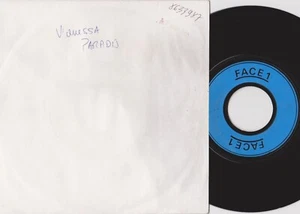 Vanessa
PARADIS
FACE 1
FACE 1